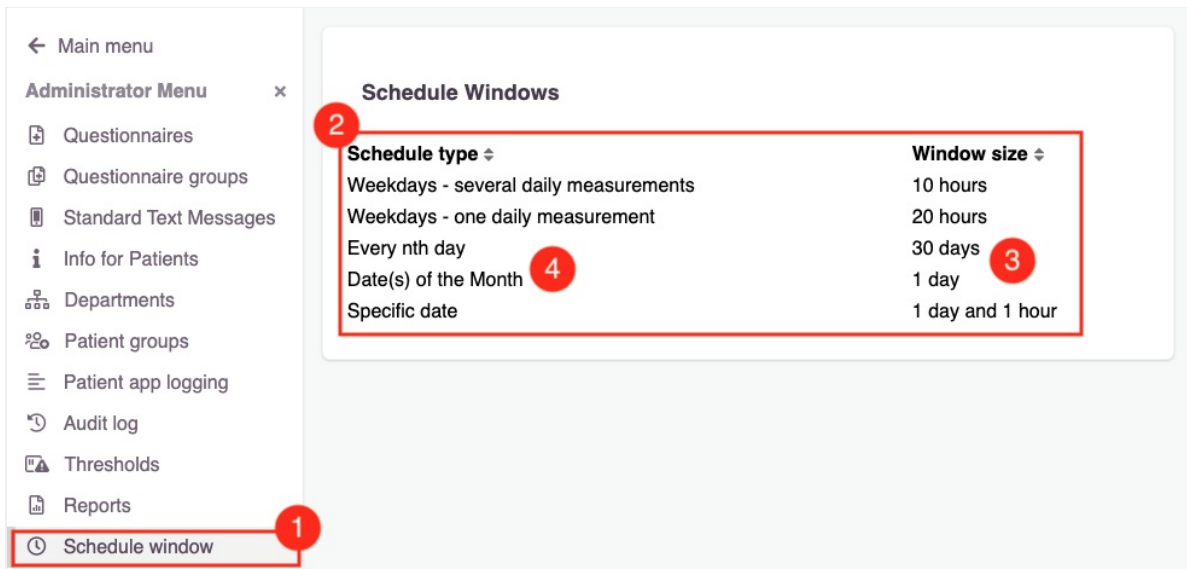 Main menu
Administrator Menu ×
Questionnaires
Questionnaire groups
Standard Text Messages
Info for Patients
Departments
Patient groups
Patient app logging
Audit log
Thresholds
Reports
Schedule window
1
Schedule Windows
2
Schedule type Window size
Weekdays - several daily measurements 10 hours
Weekdays - one daily measurement 20 hours
Every nth day 30 days
4 3
Date(s) of the Month 1 day
Specific date 1 day and 1 hour